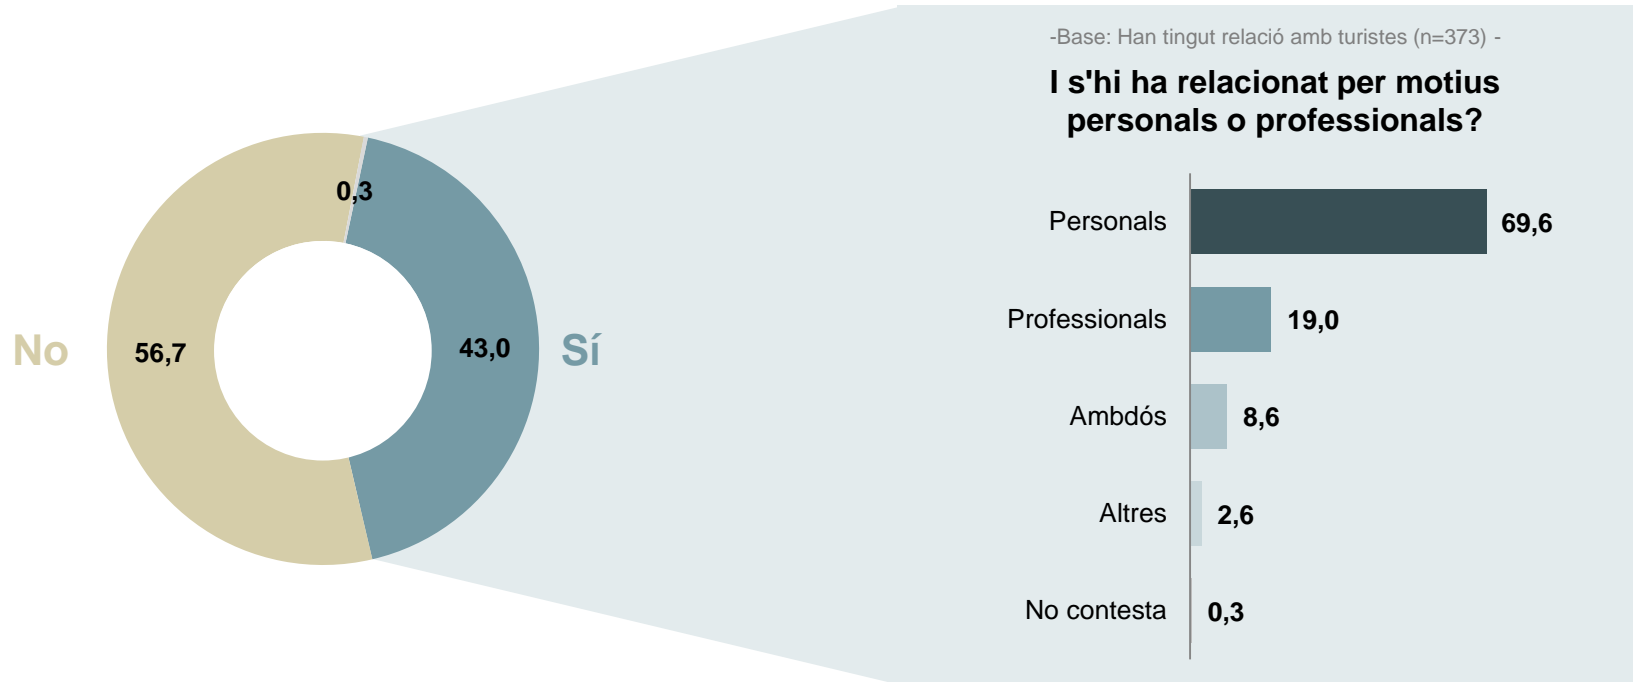 0,3
No
56,7
43,0
Sí
-Base: Han tingut relació amb turistes (n=373) -
I s'hi ha relacionat per motius
personals o professionals?
Personals 69,6
Professionals 19,0
Ambdós 8,6
Altres 2,6
No contesta 0,3